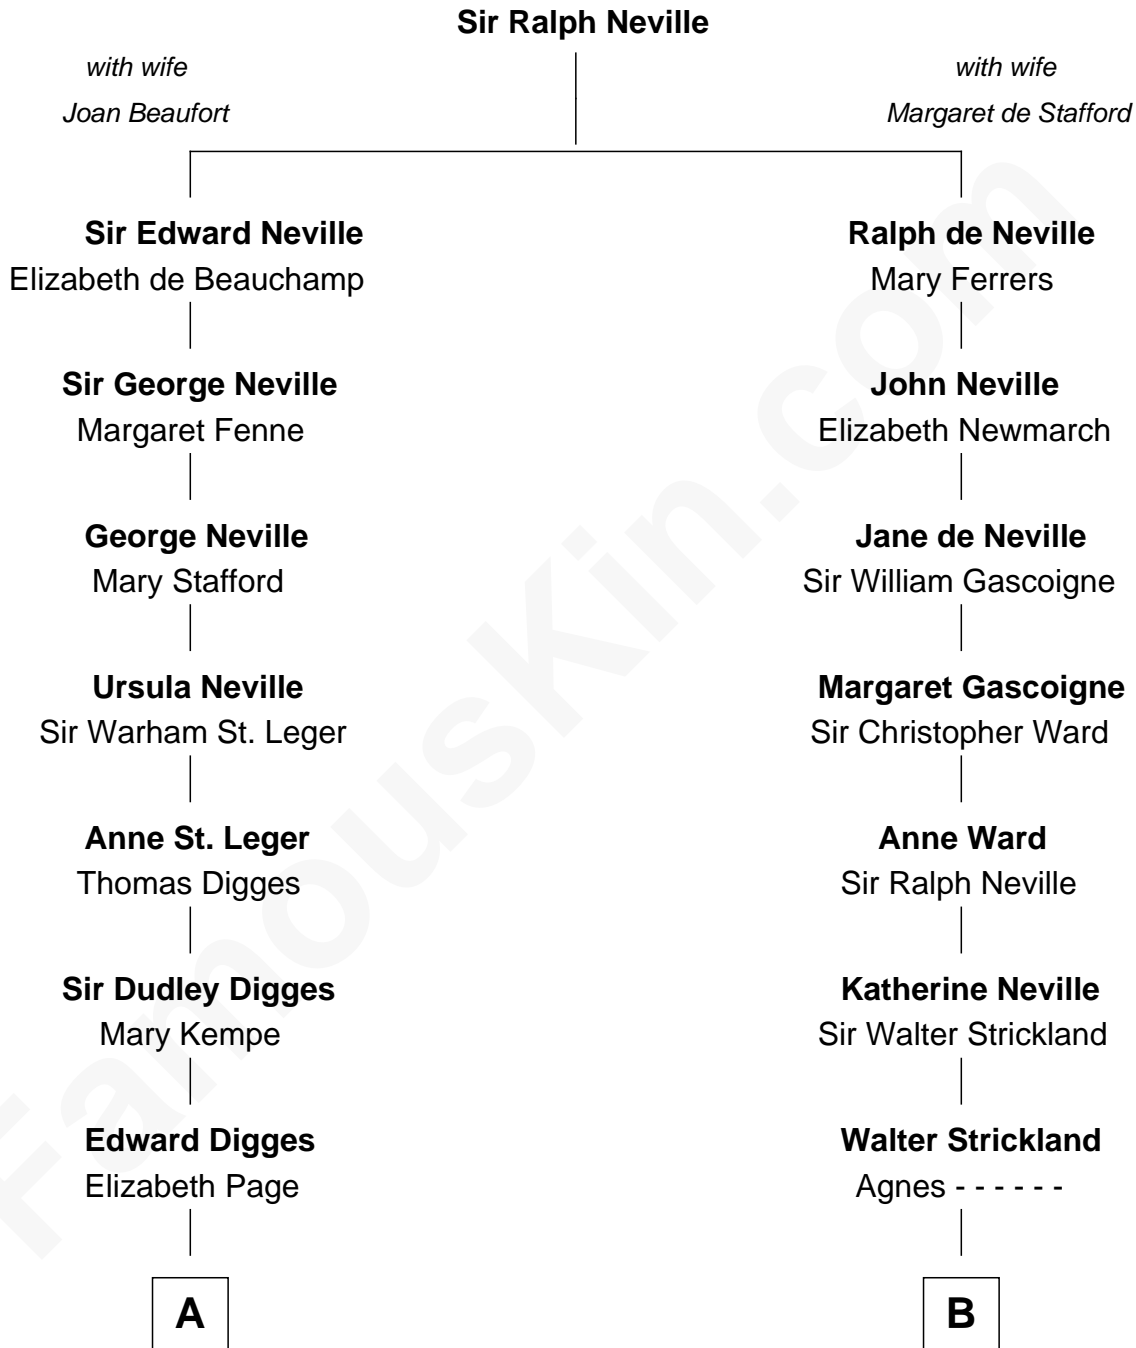 Sir Ralph Neville
with wife
Joan Beaufort
with wife
Margaret de Stafford
Sir Edward Neville
Elizabeth de Beauchamp
Sir George Neville
Margaret Fenne
George Neville
Mary Stafford
Ursula Neville
Sir Warham St. Leger
Anne St. Leger
Thomas Digges
Sir Dudley Digges
Mary Kempe
Edward Digges
Elizabeth Page
A
Ralph de Neville
Mary Ferrers
John Neville
Elizabeth Newmarch
Jane de Neville
Sir William Gascoigne
Margaret Gascoigne
Sir Christopher Ward
Anne Ward
Sir Ralph Neville
Katherine Neville
Sir Walter Strickland
Walter Strickland
Agnes - - - - - -
B
FamousKin.com